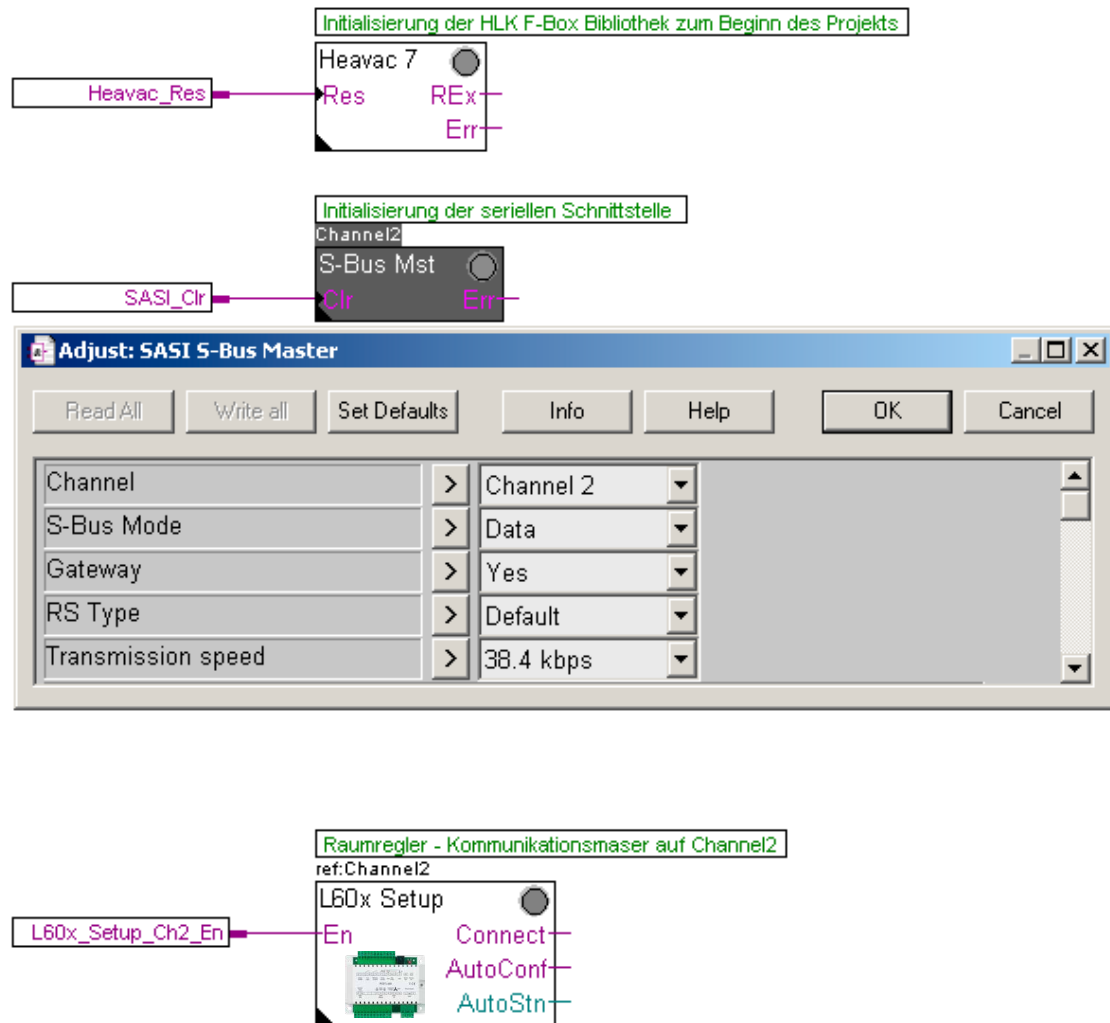 Initialisierung der HLK F-Box Bibliothek zum Beginn des Projekts
Heavac 7
Heavac_Res
Res REx
Err
Initialisierung der seriellen Schnittstelle
Channel2
S-Bus Mst
SASI_Clr
Clr Err
Adjust: SASI S-Bus Master
Read All Write all Set Defaults Info Help OK Cancel
Channel > Channel 2
S-Bus Mode > Data
Gateway > Yes
RS Type > Default
Transmission speed > 38.4 kbps
Raumregler - Kommunikationsmaser auf Channel2
ref:Channel2
L60x Setup
L60x_Setup_Ch2_En
En Connect
AutoConf
AutoStn